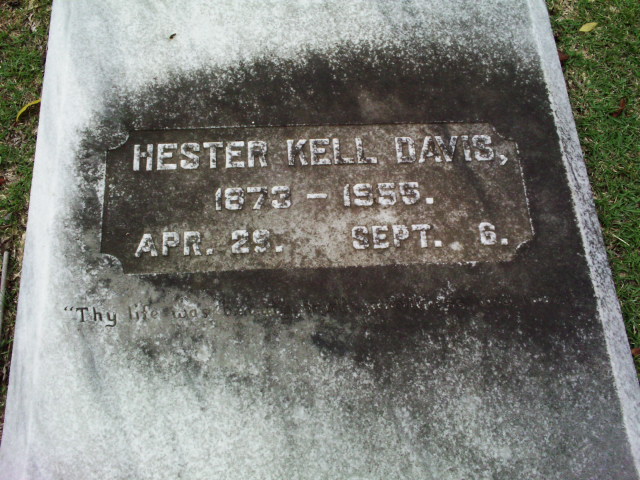 HESTER KELL DAVIS,
1873 – 1955.
APR. 29. SEPT. 6.
"Thy life was